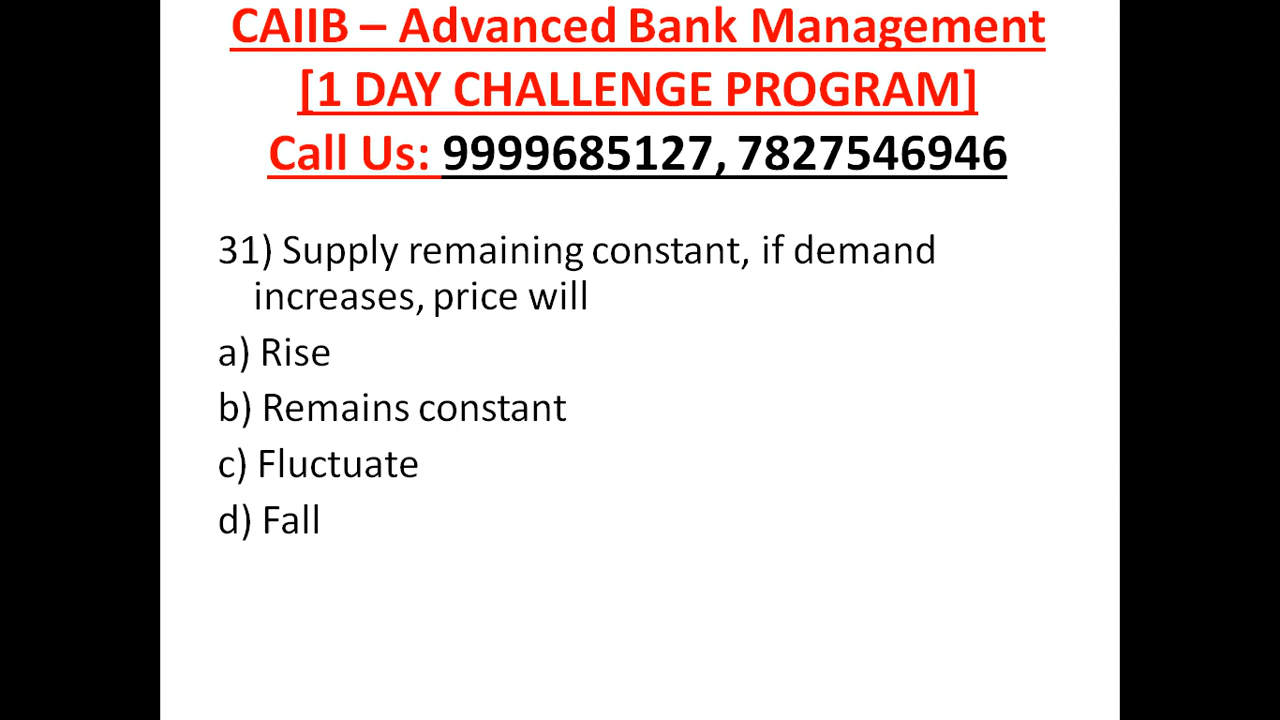 CAIIB – Advanced Bank Management
[1 DAY CHALLENGE PROGRAM]
Call Us: 9999685127, 7827546946
31) Supply remaining constant, if demand
increases, price will
a) Rise
b) Remains constant
c) Fluctuate
d) Fall